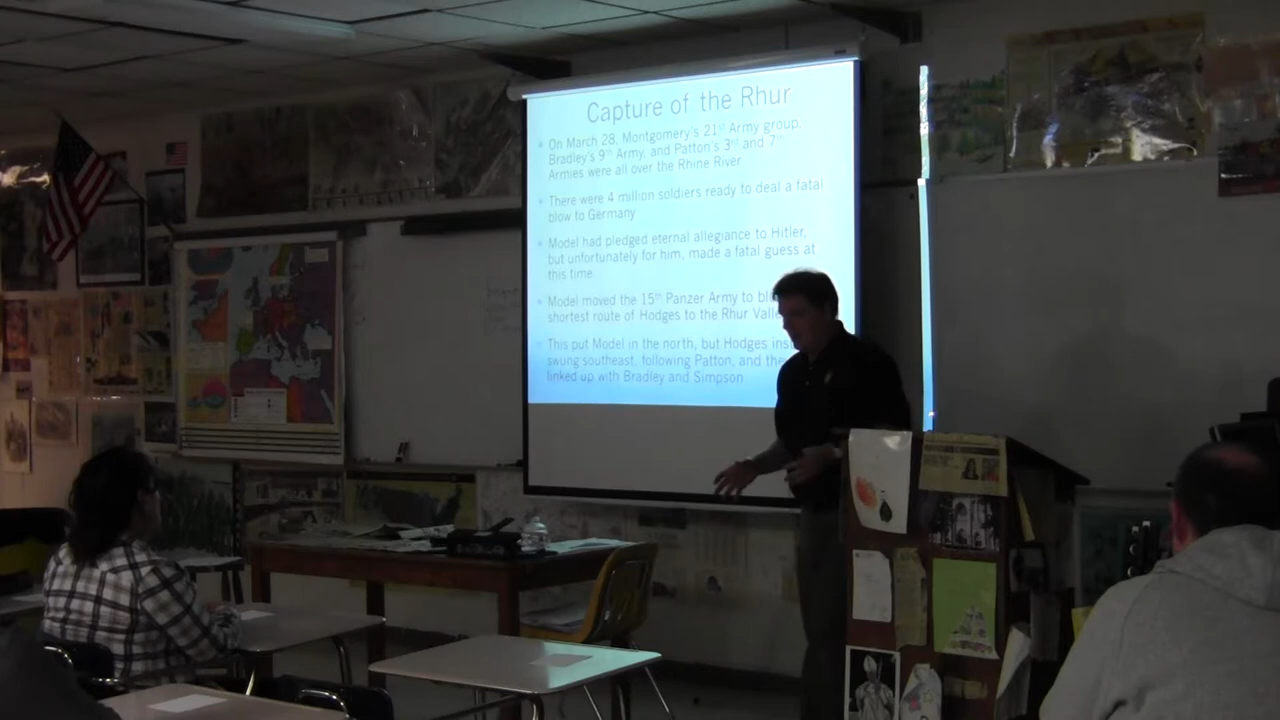 Capture of the Rhur
On March 28, Montgomery's 21st Army group,
Bradley's 9th Army, and Patton's 3rd and 7th
Armies were all over the Rhine River
There were 4 million soldiers ready to deal a fatal
blow to Germany
Model had pledged eternal allegiance to Hitler,
but unfortunately for him, made a fatal guess at
this time
Model moved the 15th Panzer Army to
shortest route of Hodges to the Rhur
This put Model in the north, but Hodges
swung southeast, following Patton, and
linked up with Bradley and Simpson